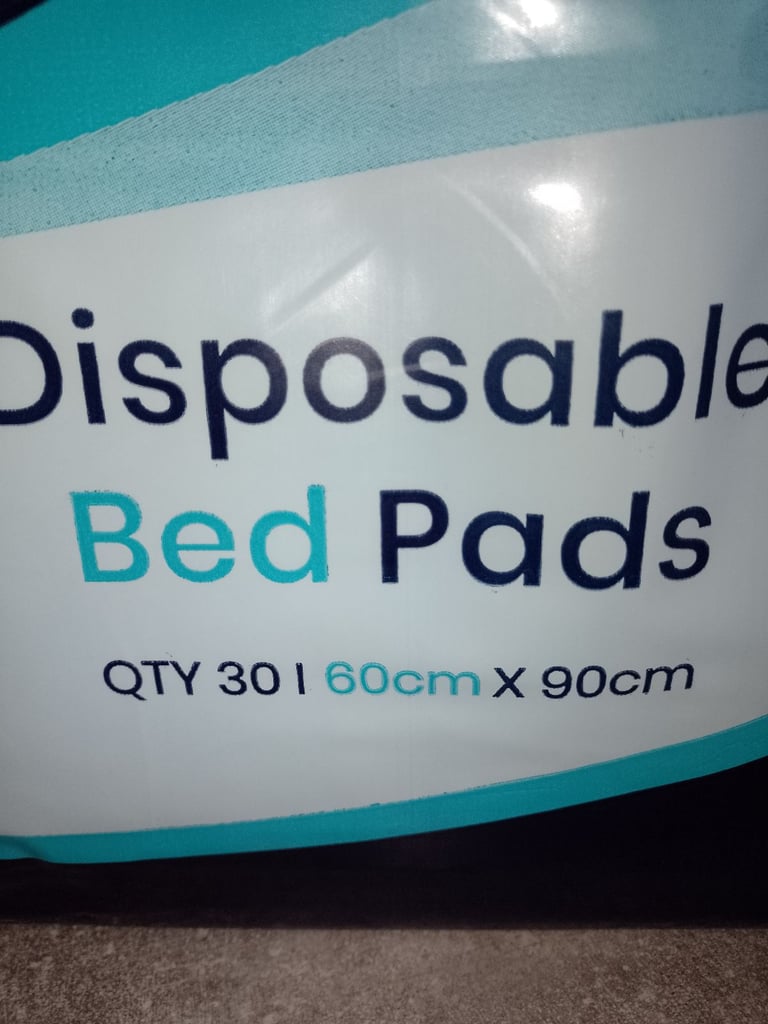 Disposable
Bed Pads
QTY 30 | 60cm X 90cm